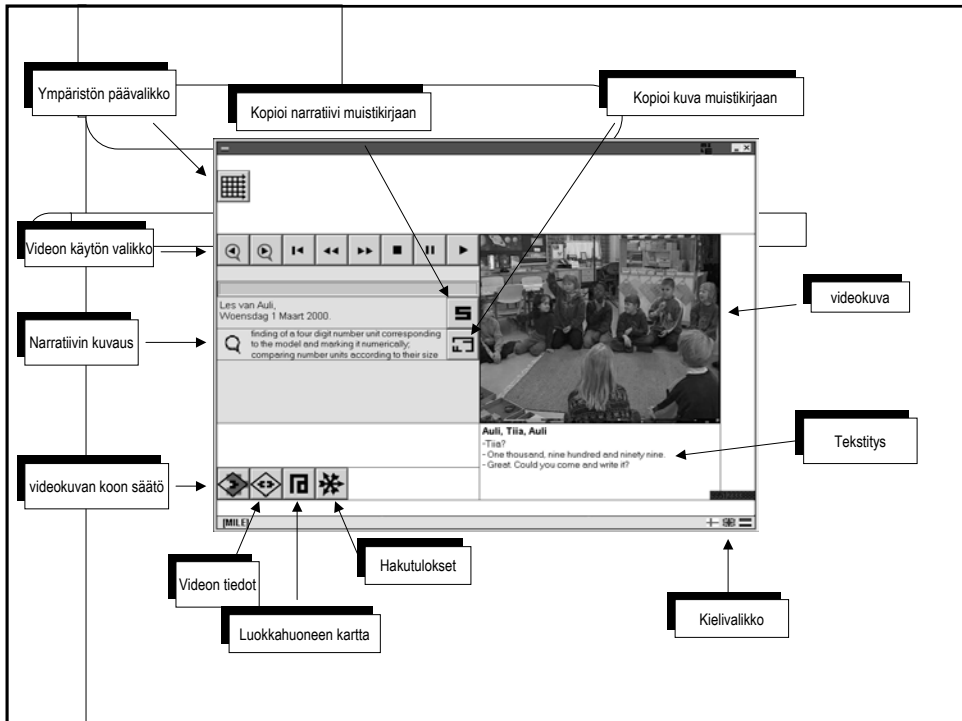 Ympäristön päävalikko
Kopioi narratiivi muistikirjaan
Kopioi kuva muistikirjaan
Videon käytön valikko
Les van Auli,
Woensdag 1 Maart 2000.
videokuva
Narratiivin kuvaus
finding of a four digit number unit corresponding
to the model and marking it numerically;
comparing number units according to their size
Auli, Tiia, Auli
-Tiia?
- One thousand, nine hundred and ninety nine.
- Great. Could you come and write it?
Tekstitys
videokuvan koon säätö
[MILE]
Videon tiedot
Hakutulokset
Luokkahuoneen kartta
Kielivalikko